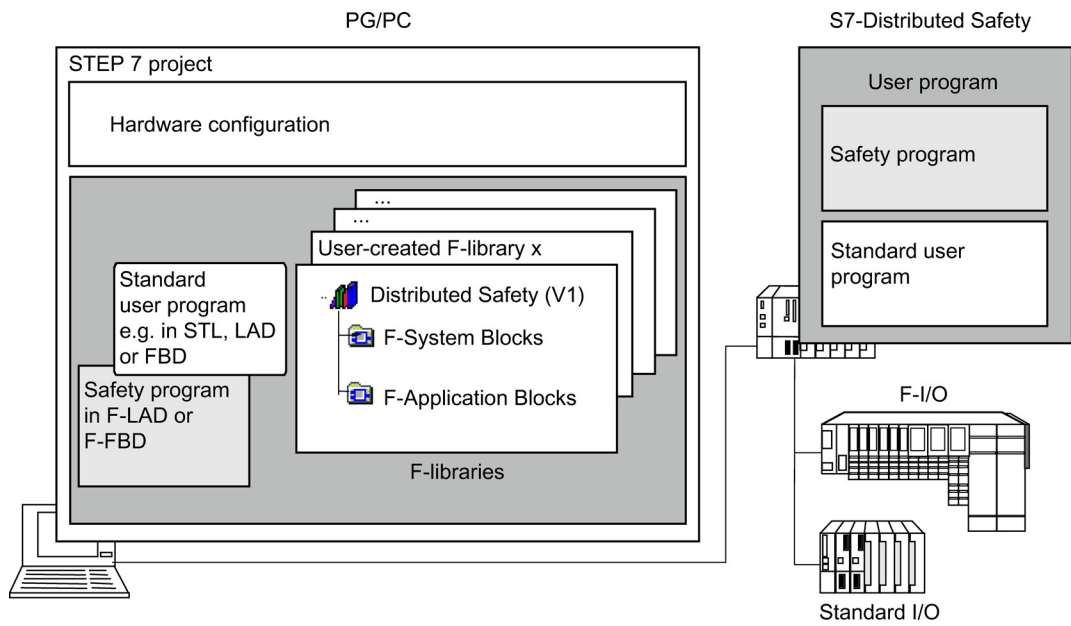 PG/PC
STEP 7 project
Hardware configuration
...
...
User-created F-library x
Distributed Safety (V1)
F-System Blocks
F-Application Blocks
Standard
user program
e.g. in STL, LAD
or FBD
Safety program
in F-LAD or
F-FBD
F-libraries
S7-Distributed Safety
User program
Safety program
Standard user
program
F-I/O
Standard I/O